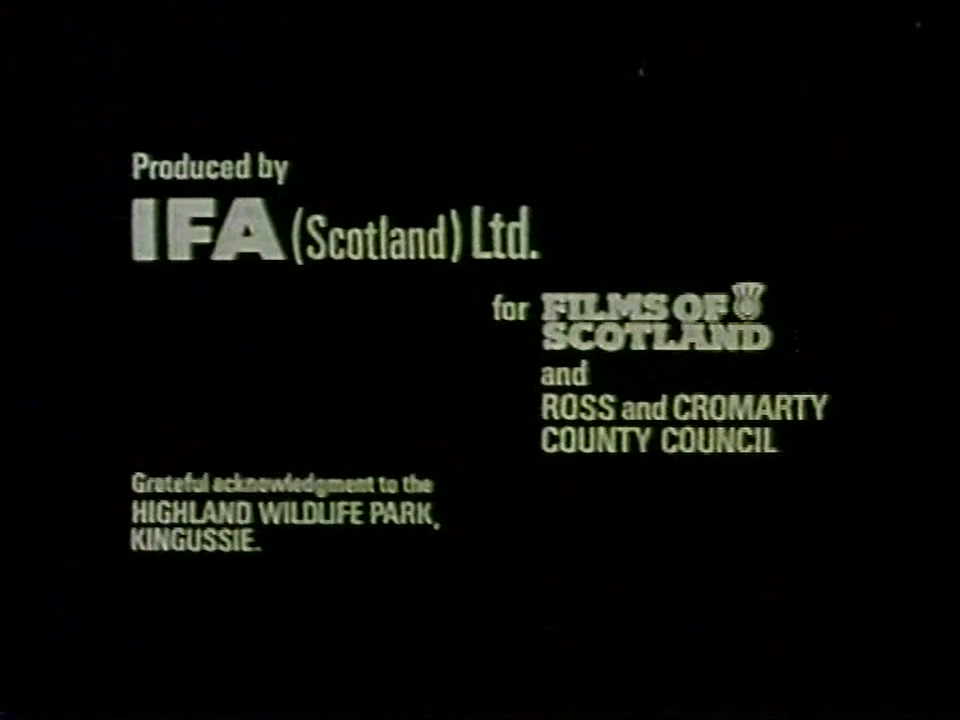 Produced by
IFA (Scotland) Ltd.
for FILMS OF
SCOTLAND
and
ROSS and CROMARTY
COUNTY COUNCIL
Grateful acknowledgment to the
HIGHLAND WILDLIFE PARK,
KINGUSSIE.